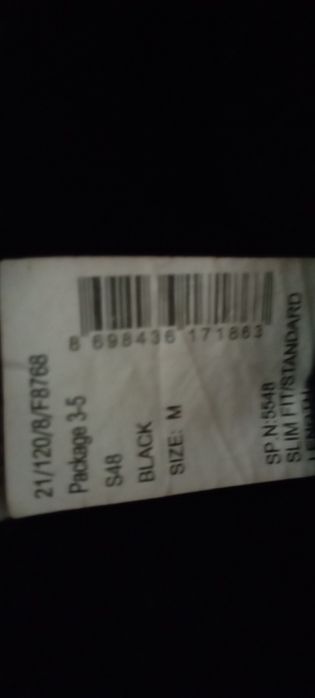 21/120/8/F8768
Package 3-5
S48
BLACK
SIZE: M
8 698436 171863
SP N:5548
SLIM FIT/STANDARD